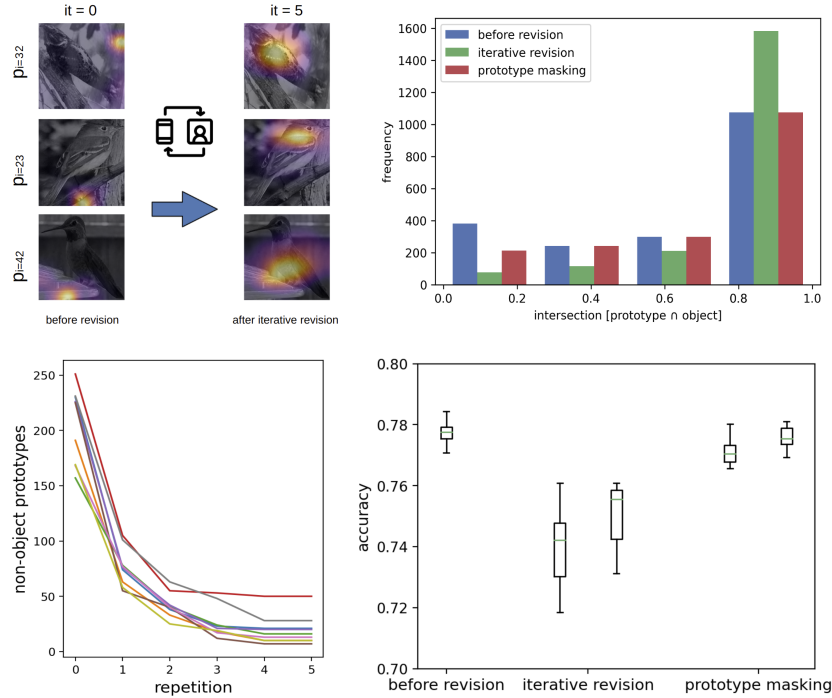 it = 0
it = 5
pi=32
pi=23
pi=42
before revision
after iterative revision
before revision
iterative revision
prototype masking
frequency
1600
1400
1200
1000
800
600
400
200
0
0.0 0.2 0.4 0.6 0.8 1.0
intersection [prototype ∩ object]
non-object prototypes
250
200
150
100
50
0
0 1 2 3 4 5
repetition
accuracy
0.80
0.78
0.76
0.74
0.72
0.70
before revision iterative revision prototype masking